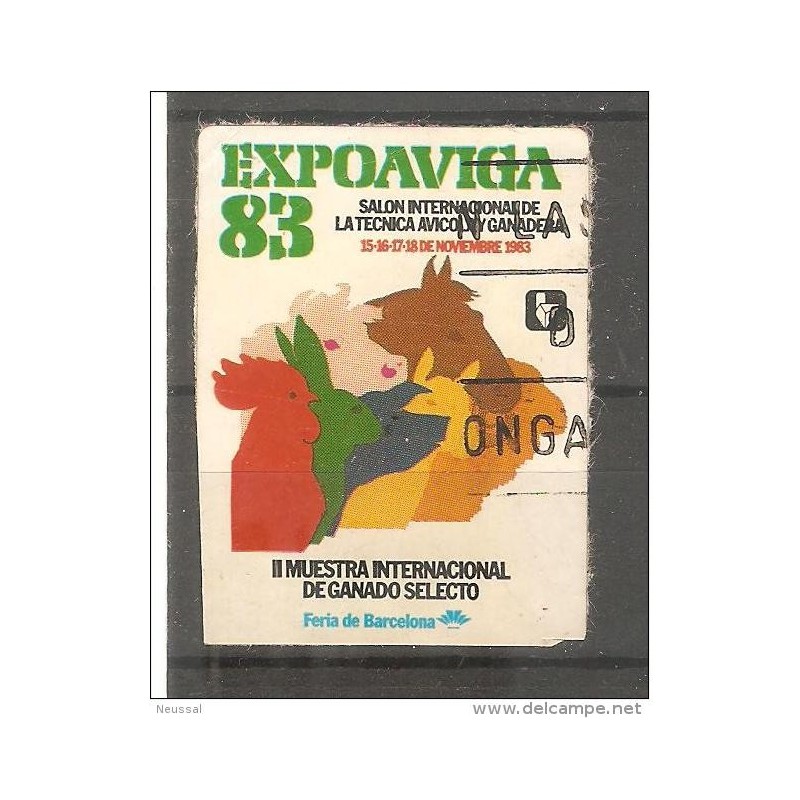 EXPOAVIGA
83
SALON INTERNACIONAL DE
LA TECNICA AVICOLA Y GANADERA
15·16·17·18 DE NOVIEMBRE 1983
N LAS
ONGA
II MUESTRA INTERNACIONAL
DE GANADO SELECTO
Feria de Barcelona
Neussal
www.delcampe.net